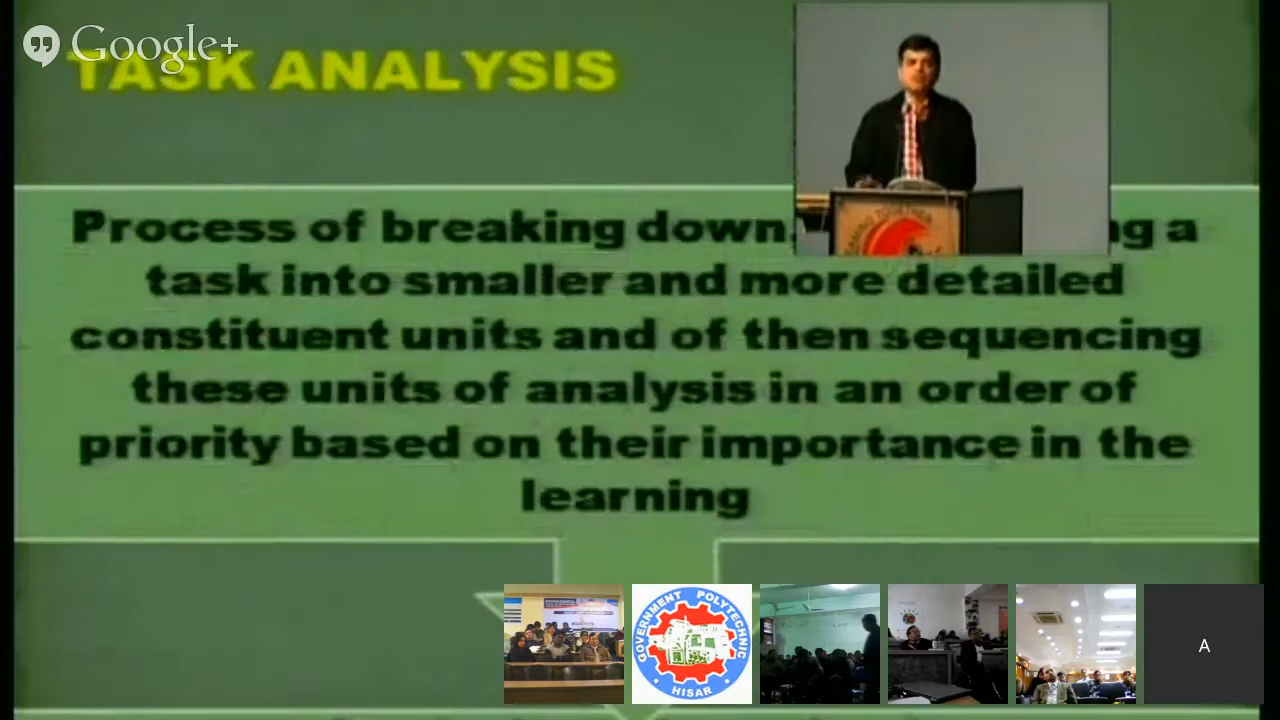 Google+
TASK ANALYSIS
Process of breaking down. a
task into smaller and more detailed
constituent units and of then sequencing
these units of analysis in an order of
priority based on their importance in the
learning
GOVERNMENT POLYTECHNIC
HISAR
A